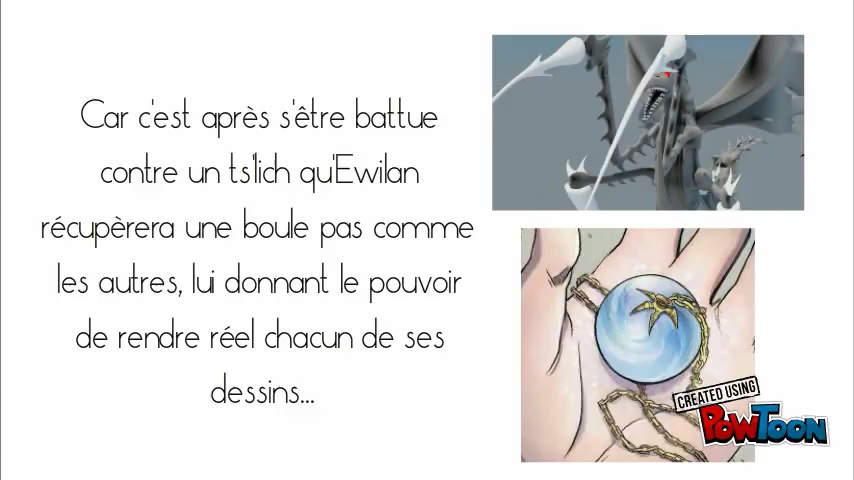 Car c'est après s'être battue
contre un ts'lich qu'Ewilan
récupèrera une boule pas comme
les autres, lui donnant le pouvoir
de rendre réel chacun de ses
dessins...
CREATED USING
POWTOON